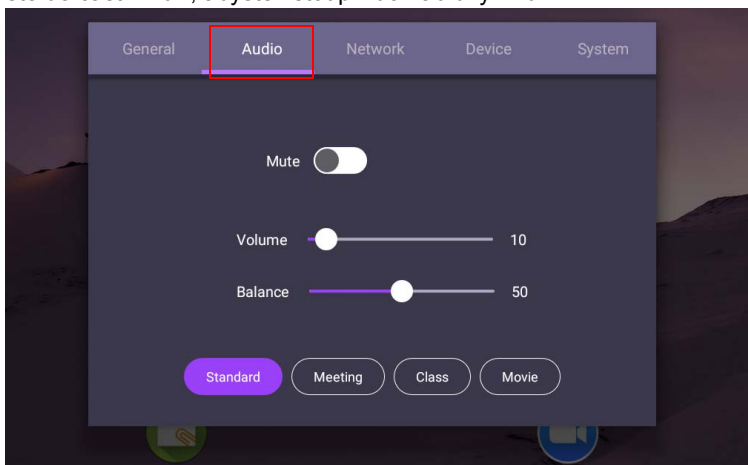 General Audio Network Device System
Mute
Volume 10
Balance 50
Standard Meeting Class Movie